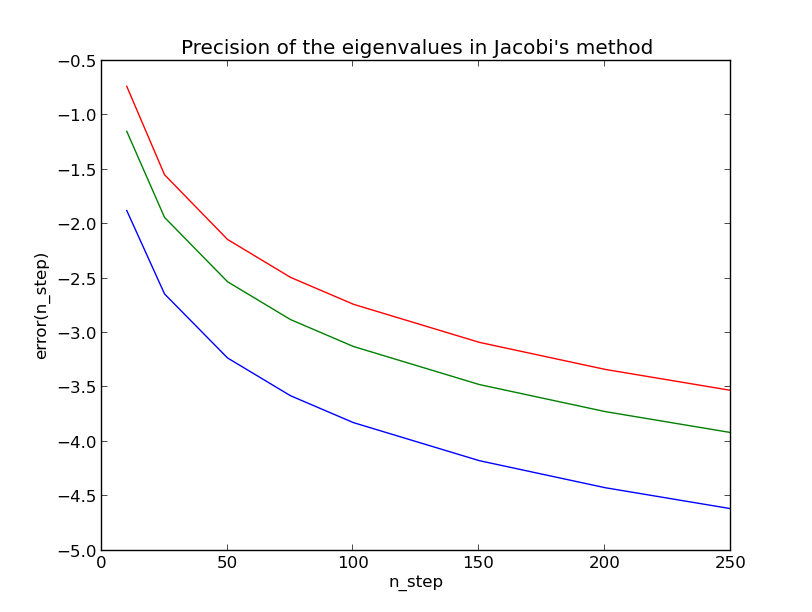 Precision of the eigenvalues in Jacobi's method
−0.5
−1.0
−1.5
−2.0
−2.5
−3.0
−3.5
−4.0
−4.5
−5.0
error(n_step)
0 50 100 150 200 250
n_step